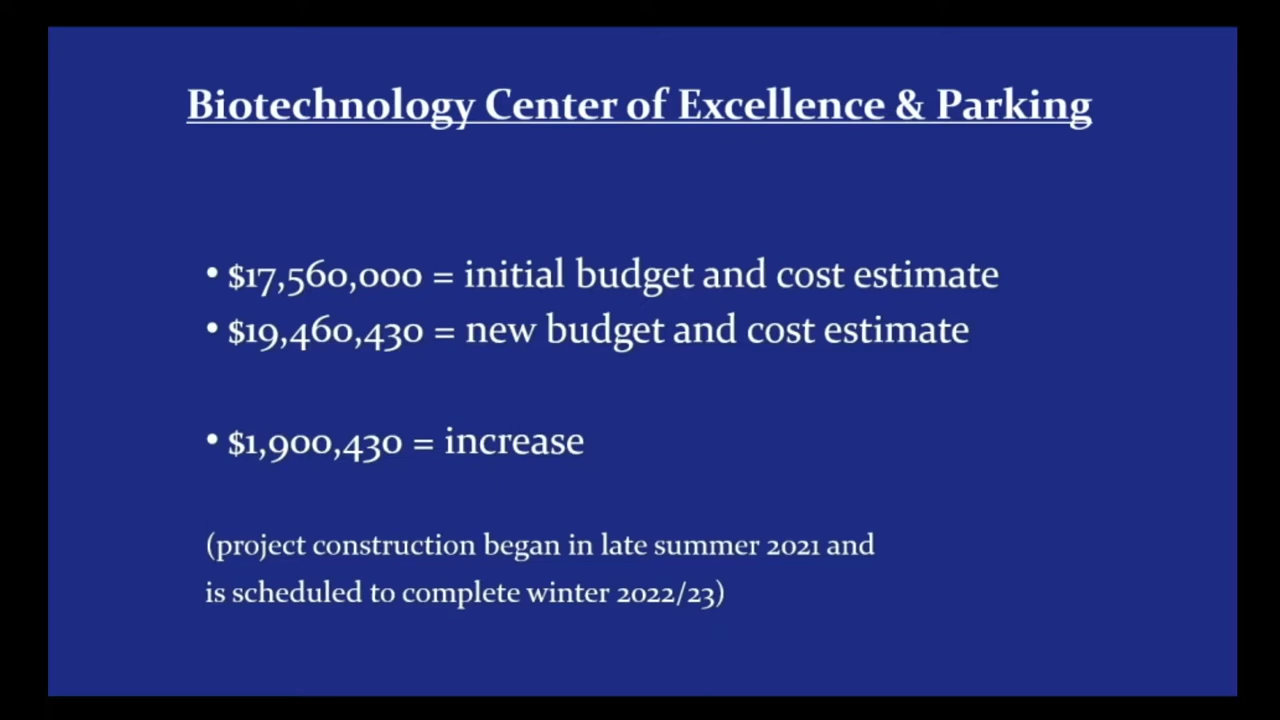 Biotechnology Center of Excellence & Parking
• $17,560,000 = initial budget and cost estimate
• $19,460,430 = new budget and cost estimate
• $1,900,430 = increase
(project construction began in late summer 2021 and
is scheduled to complete winter 2022/23)